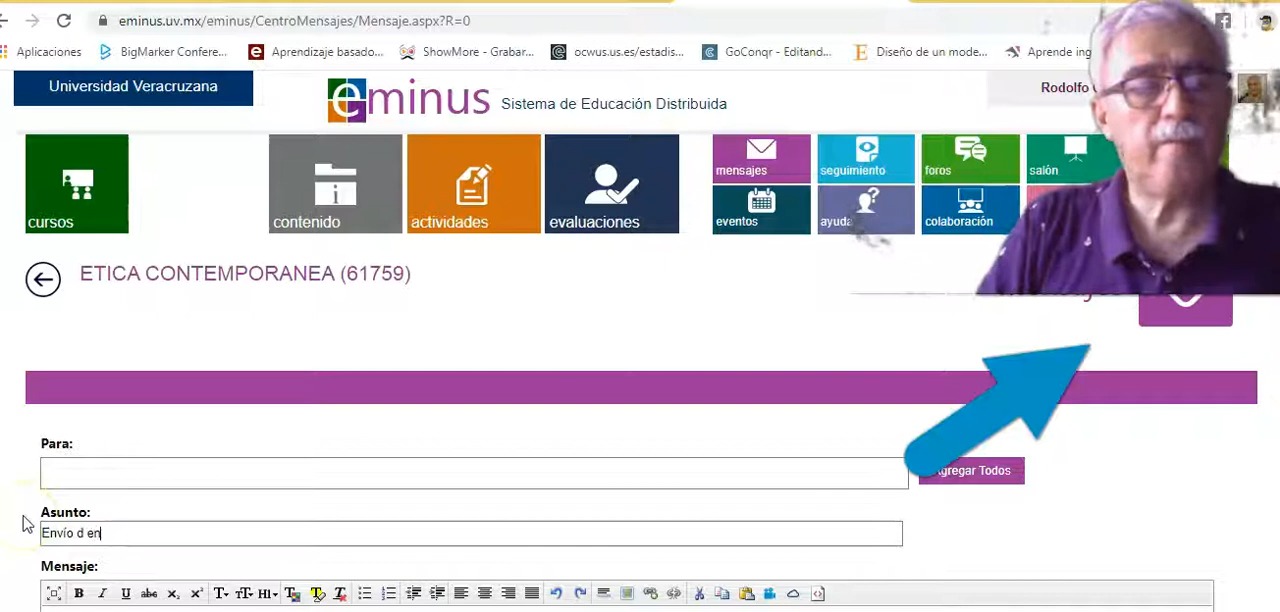 eminus.uv.mx/eminus/CentroMensajes/Mensaje.aspx?R=0
Aplicaciones
BigMarker Confere...
Aprendizaje basado...
ShowMore - Grabar...
ocwus.us.es/estadis...
GoConqr - Editand...
Diseño de un mode...
Aprende ing
Universidad Veracruzana
eminus Sistema de Educación Distribuida
Rodolfo
cursos
contenido
actividades
evaluaciones
mensajes
seguimiento
foros
salón
eventos
ayuda
colaboración
ETICA CONTEMPORANEA (61759)
Para:
Agregar Todos
Asunto:
Envío d en
Mensaje: